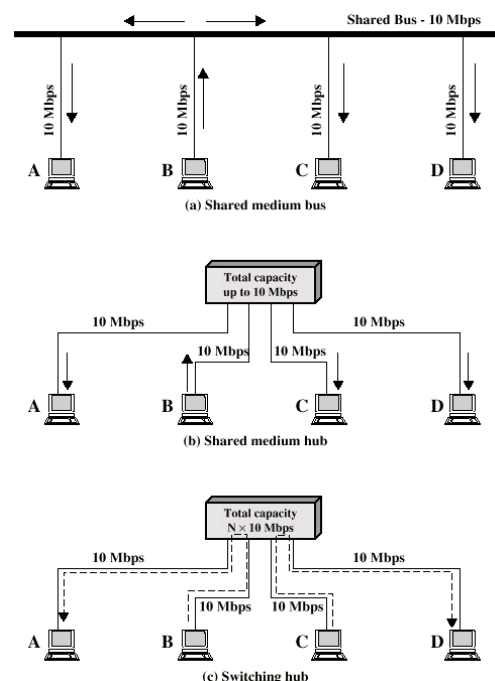 Shared Bus - 10 Mbps
10 Mbps
10 Mbps
10 Mbps
10 Mbps
A
B
C
D
(a) Shared medium bus
Total capacity
up to 10 Mbps
10 Mbps
10 Mbps
10 Mbps
10 Mbps
A
B
C
D
(b) Shared medium hub
Total capacity
N × 10 Mbps
10 Mbps
10 Mbps
10 Mbps
10 Mbps
A
B
C
D
(c) Switching hub